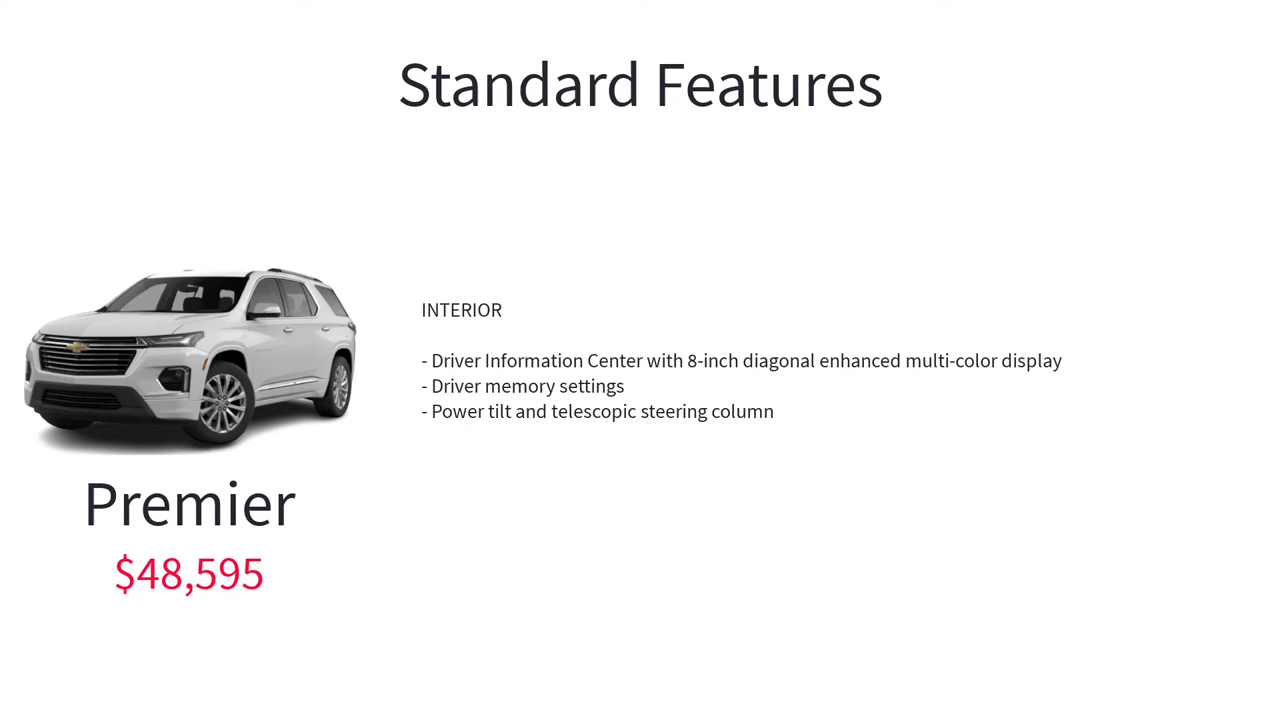 Standard Features
INTERIOR
- Driver Information Center with 8-inch diagonal enhanced multi-color display
- Driver memory settings
- Power tilt and telescopic steering column
Premier
$48,595